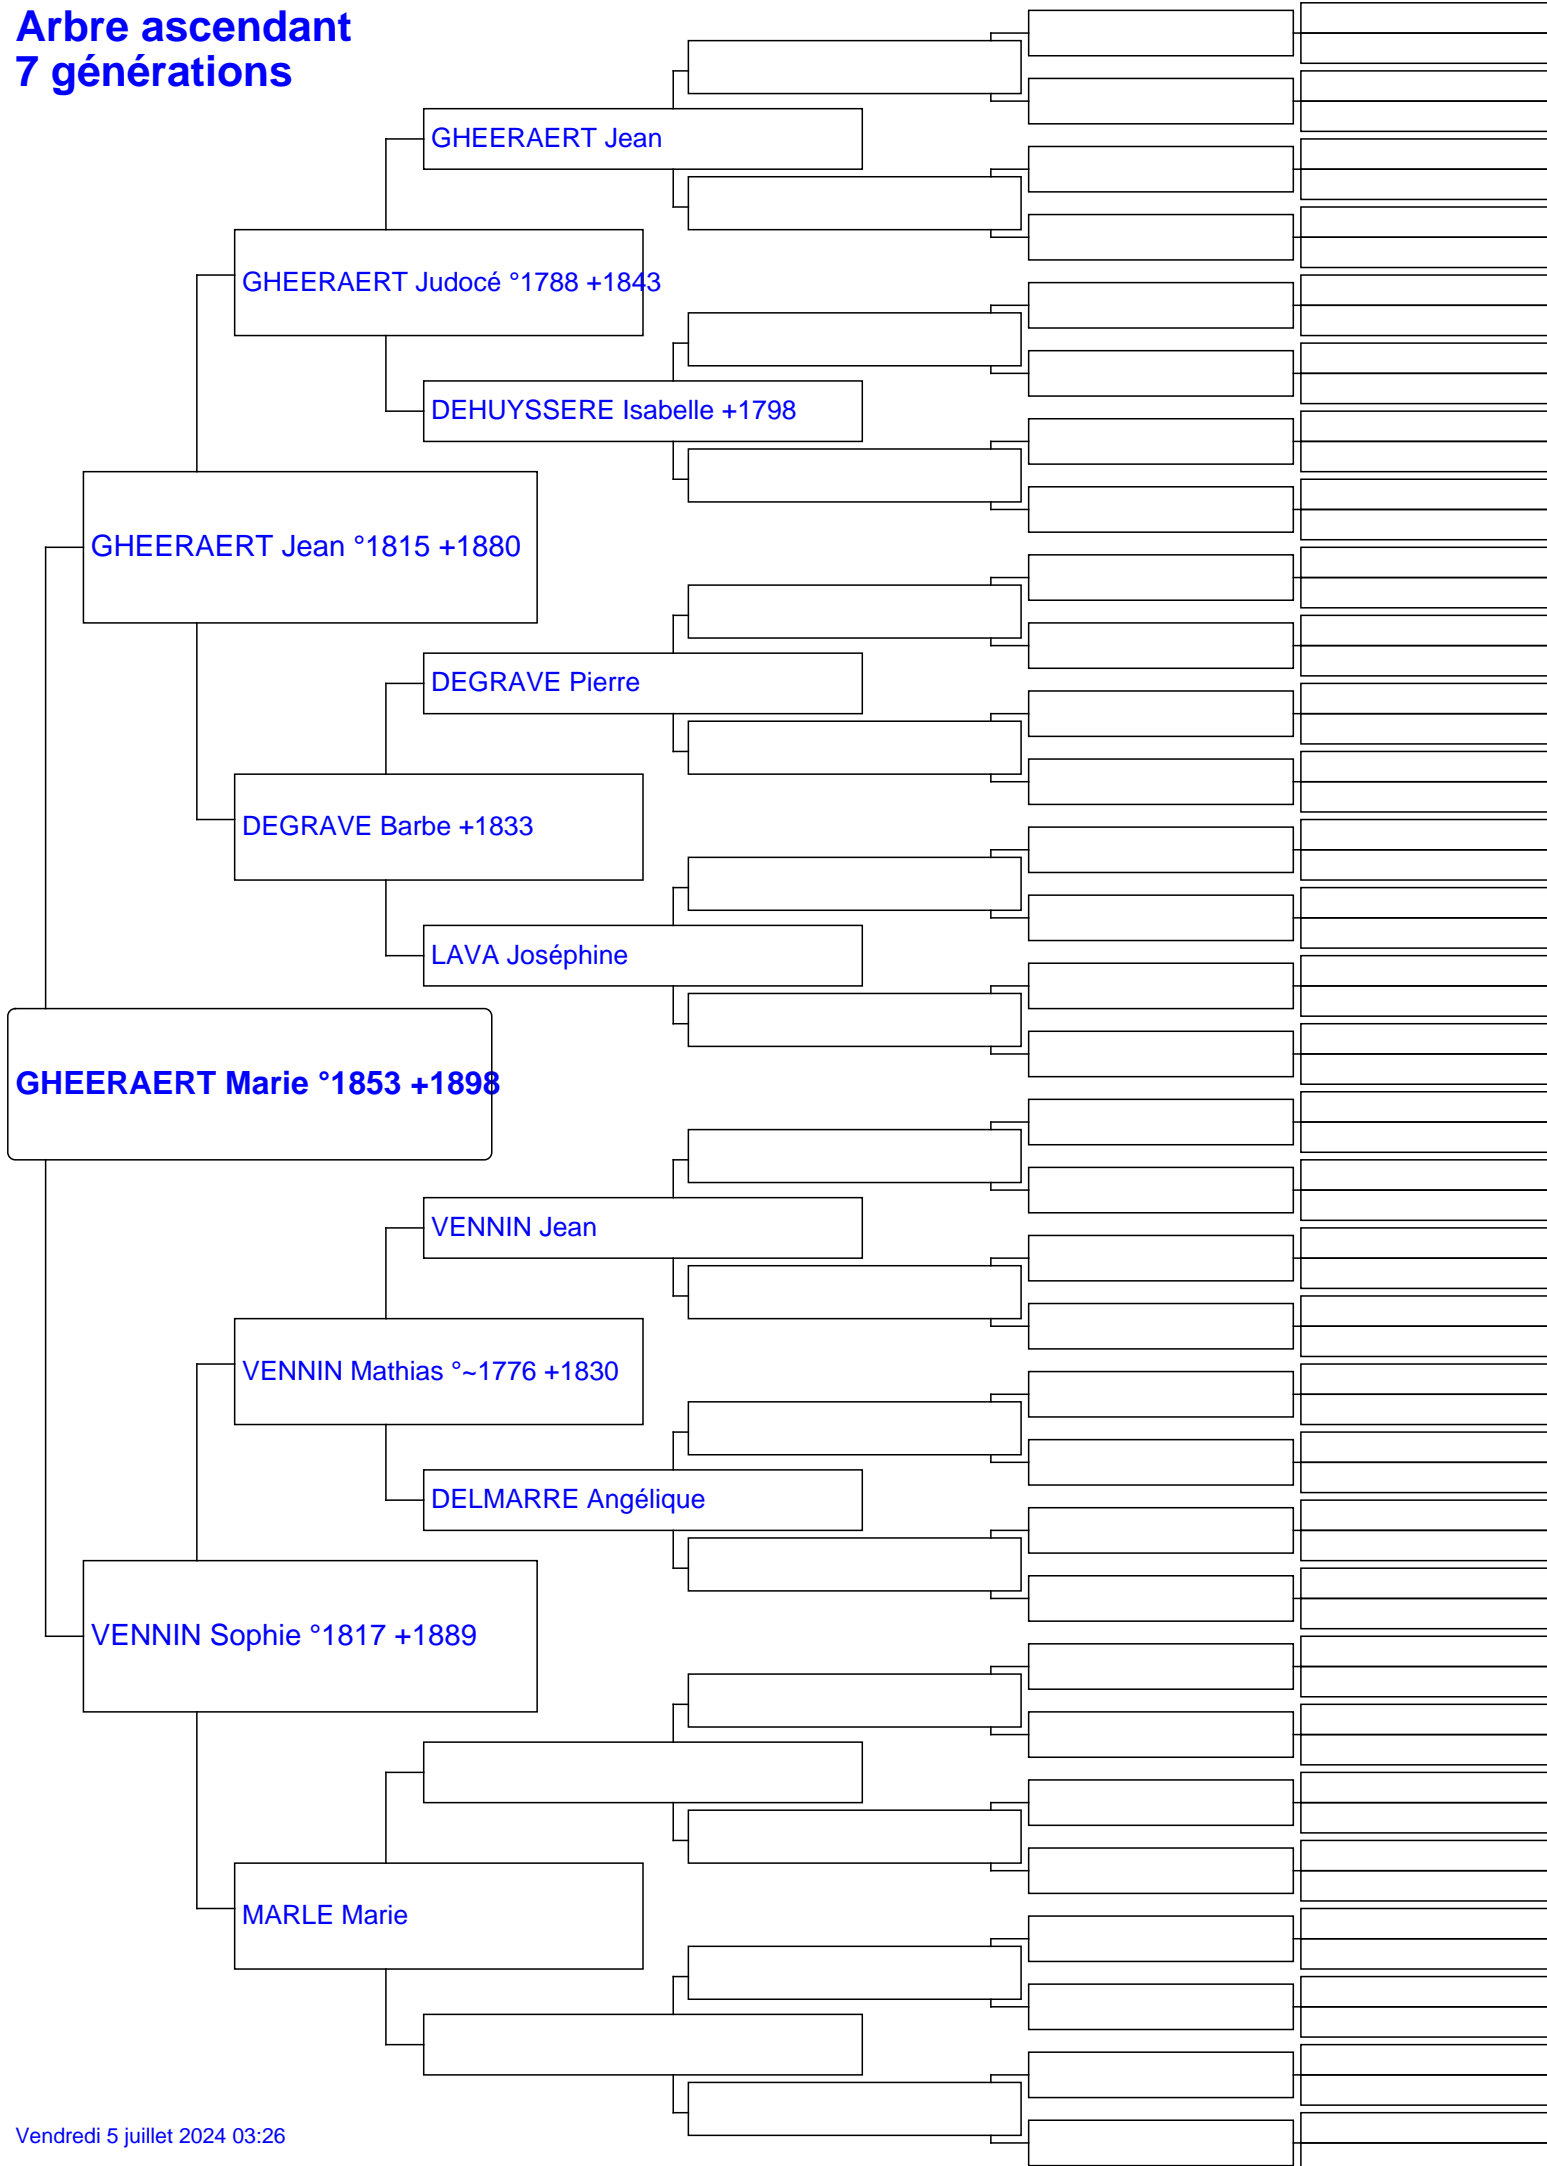 Arbre ascendant
7 générations
GHEERAERT Jean
GHEERAERT Judocé °1788 +1843
DEHUYSSERE Isabelle +1798
GHEERAERT Jean °1815 +1880
DEGRAVE Pierre
DEGRAVE Barbe +1833
LAVA Joséphine
GHEERAERT Marie °1853 +1898
VENNIN Jean
VENNIN Mathias °~1776 +1830
DELMARRE Angélique
VENNIN Sophie °1817 +1889
MARLE Marie
Vendredi 5 juillet 2024 03:26